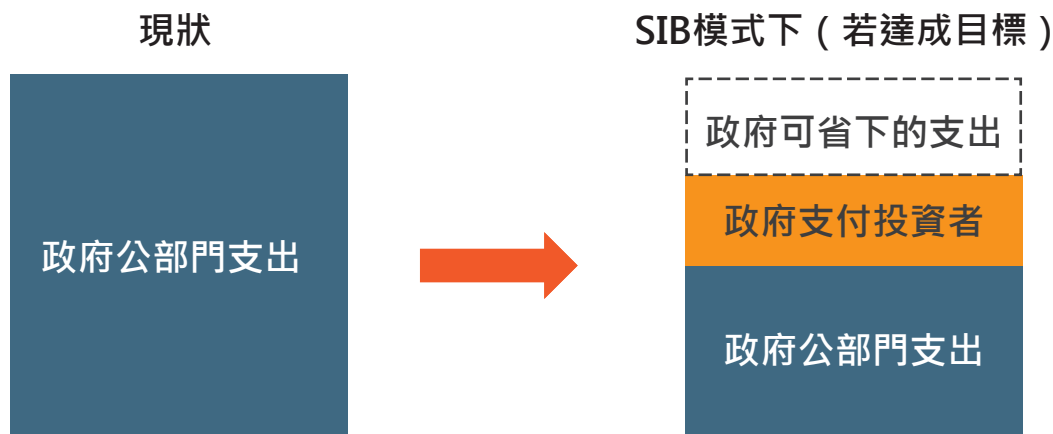 現狀
SIB模式下（若達成目標）
政府公部門支出
政府可省下的支出
政府支付投資者
政府公部門支出